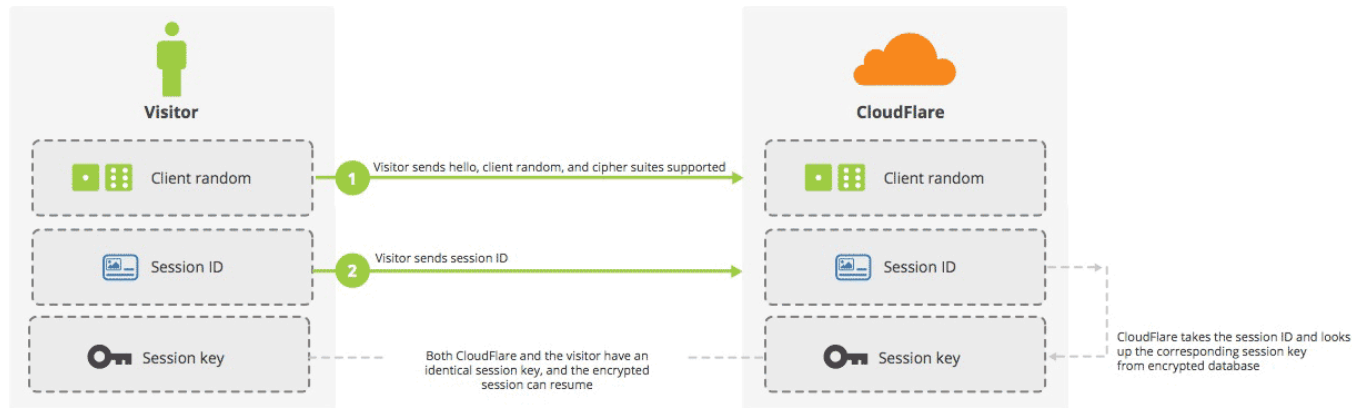 Visitor
CloudFlare
Client random
1
Visitor sends hello, client random, and cipher suites supported
Client random
Session ID
2
Visitor sends session ID
Session ID
Session key
Both CloudFlare and the visitor have an
identical session key, and the encrypted
session can resume
Session key
CloudFlare takes the session ID and looks
up the corresponding session key
from encrypted database